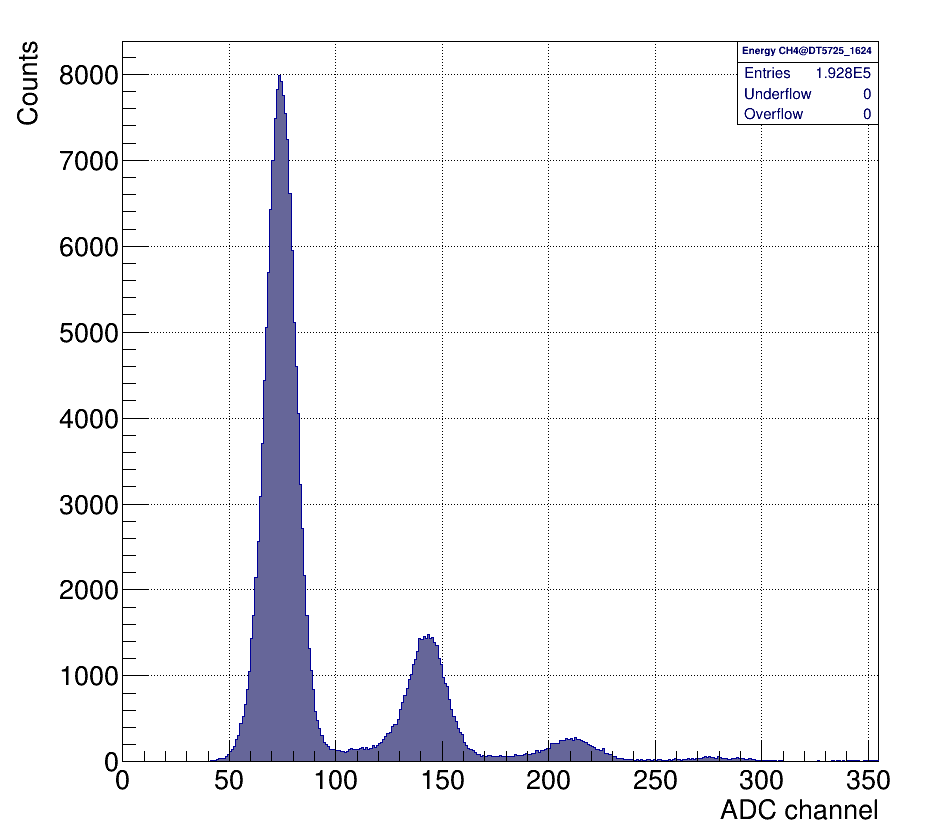 Counts
Energy CH4@DT5725_1624
Entries 1.928E5
Underflow 0
Overflow 0
8000
7000
6000
5000
4000
3000
2000
1000
0
0 50 100 150 200 250 300 350
ADC channel